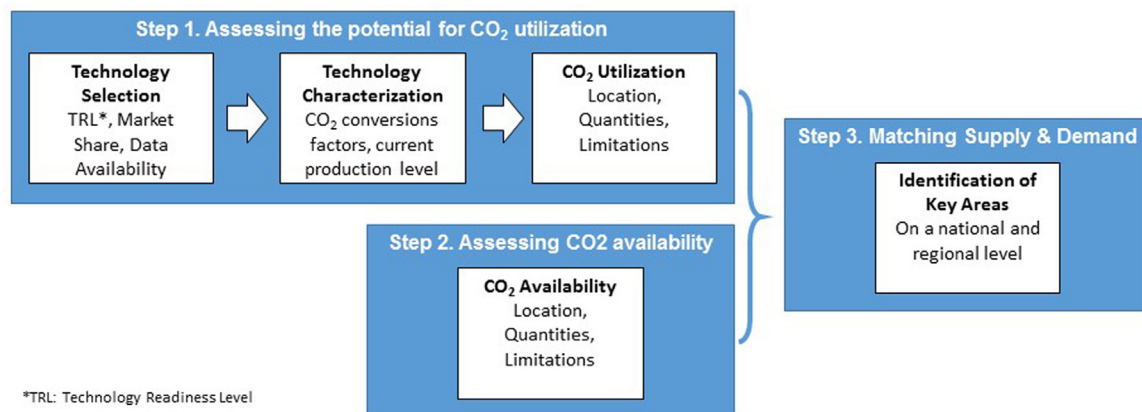 Step 1. Assessing the potential for CO₂ utilization
Technology
Selection
TRL*, Market
Share, Data
Availability
Technology
Characterization
CO₂ conversions
factors, current
production level
CO₂ Utilization
Location,
Quantities,
Limitations
Step 2. Assessing CO2 availability
CO₂ Availability
Location,
Quantities,
Limitations
Step 3. Matching Supply & Demand
Identification of
Key Areas
On a national and
regional level
*TRL: Technology Readiness Level